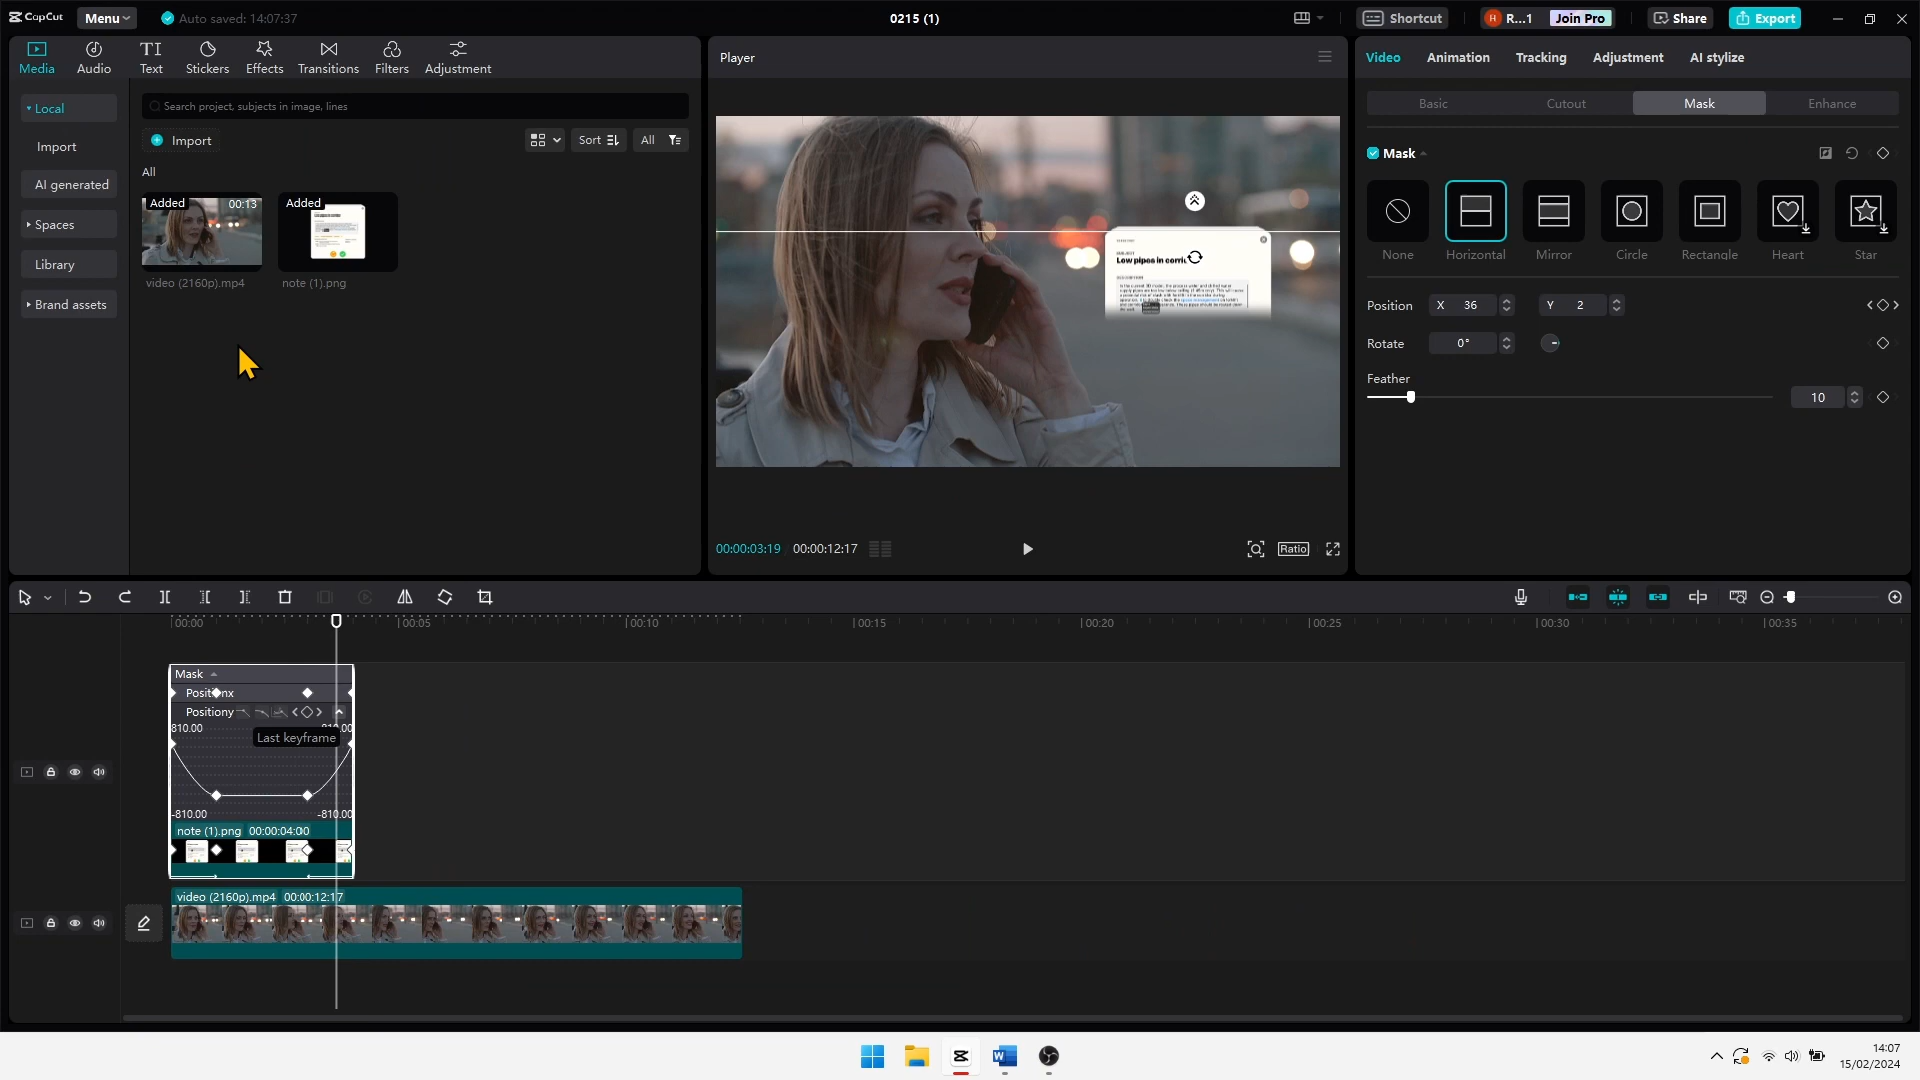 CapCut
Menu
Auto saved: 14:07:37
0215 (1)
Shortcut
R...1
Join Pro
Share
Export
Media
Audio
Text
Stickers
Effects
Transitions
Filters
Adjustment
Player
Video
Animation
Tracking
Adjustment
AI stylize
Local
Import
AI generated
Spaces
Library
Brand assets
Search project, subjects in image, lines
Import
Sort
All
All
Added
00:13
Added
video (2160p).mp4
note (1).png
Low pipes in corri
Basic
Cutout
Mask
Enhance
Mask
None
Horizontal
Mirror
Circle
Rectangle
Heart
Star
Position
X 36
Y 2
Rotate
0°
Feather
10
00:00:03:19
00:00:12:17
Ratio
00:00
00:05
00:10
00:15
00:20
00:25
00:30
00:35
Mask
Positionx
Positiony
810.00
810.00
Last keyframe
-810.00
-810.00
note (1).png 00:00:04:00
video (2160p).mp4 00:00:12:17
14:07
15/02/2024